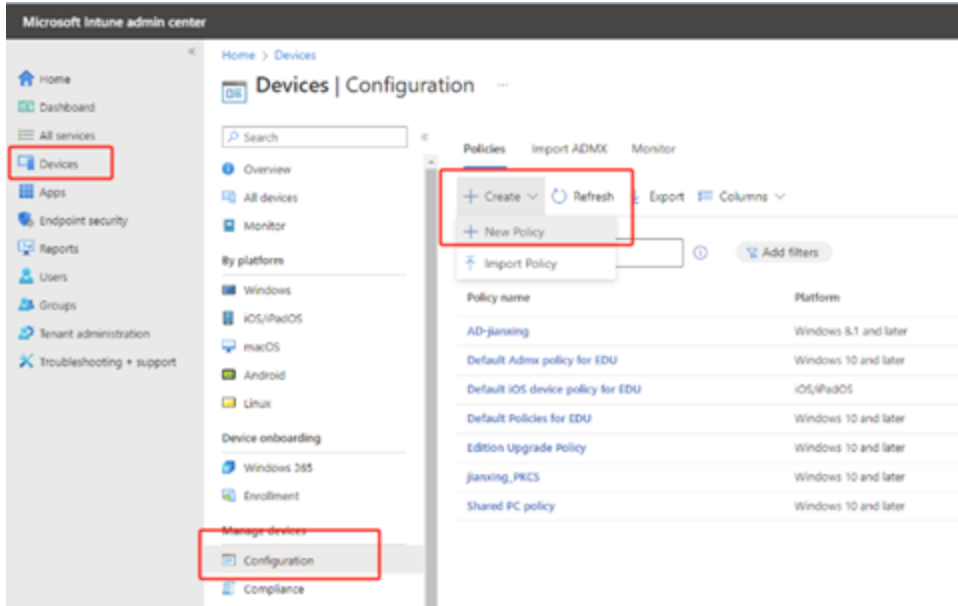 Microsoft Intune admin center
«
Home
Dashboard
All services
Devices
Apps
Endpoint security
Reports
Users
Groups
Tenant administration
Troubleshooting + support
Home > Devices
Devices | Configuration ...
Search
«
Overview
All devices
Monitor
By platform
Windows
iOS/iPadOS
macOS
Android
Linux
Device onboarding
Windows 365
Enrollment
Manage devices
Configuration
Compliance
Policies Import ADMX Monitor
+ Create Refresh Export Columns
+ New Policy
Import Policy
Add filters
Policy name Platform
AD-jianxing Windows 8.1 and later
Default Admx policy for EDU Windows 10 and later
Default iOS device policy for EDU iOS/iPadOS
Default Policies for EDU Windows 10 and later
Edition Upgrade Policy Windows 10 and later
jianxing_PKCS Windows 10 and later
Shared PC policy Windows 10 and later